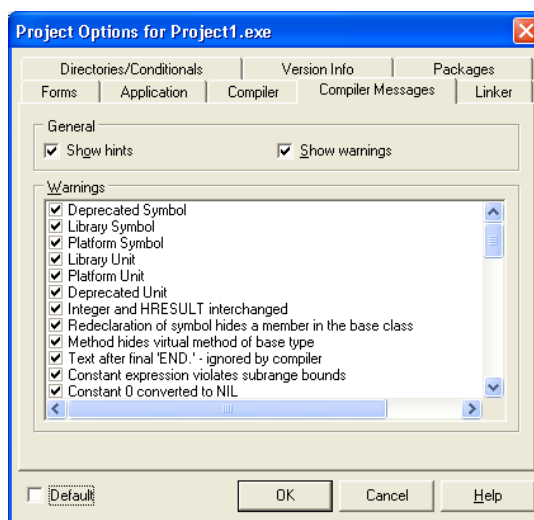 Project Options for Project1.exe
Directories/Conditionals Version Info Packages
Forms Application Compiler Compiler Messages Linker
General
Show hints Show warnings
Warnings
Deprecated Symbol
Library Symbol
Platform Symbol
Library Unit
Platform Unit
Deprecated Unit
Integer and HRESULT interchanged
Redeclaration of symbol hides a member in the base class
Method hides virtual method of base type
Text after final 'END.' - ignored by compiler
Constant expression violates subrange bounds
Constant 0 converted to NIL
Default OK Cancel Help